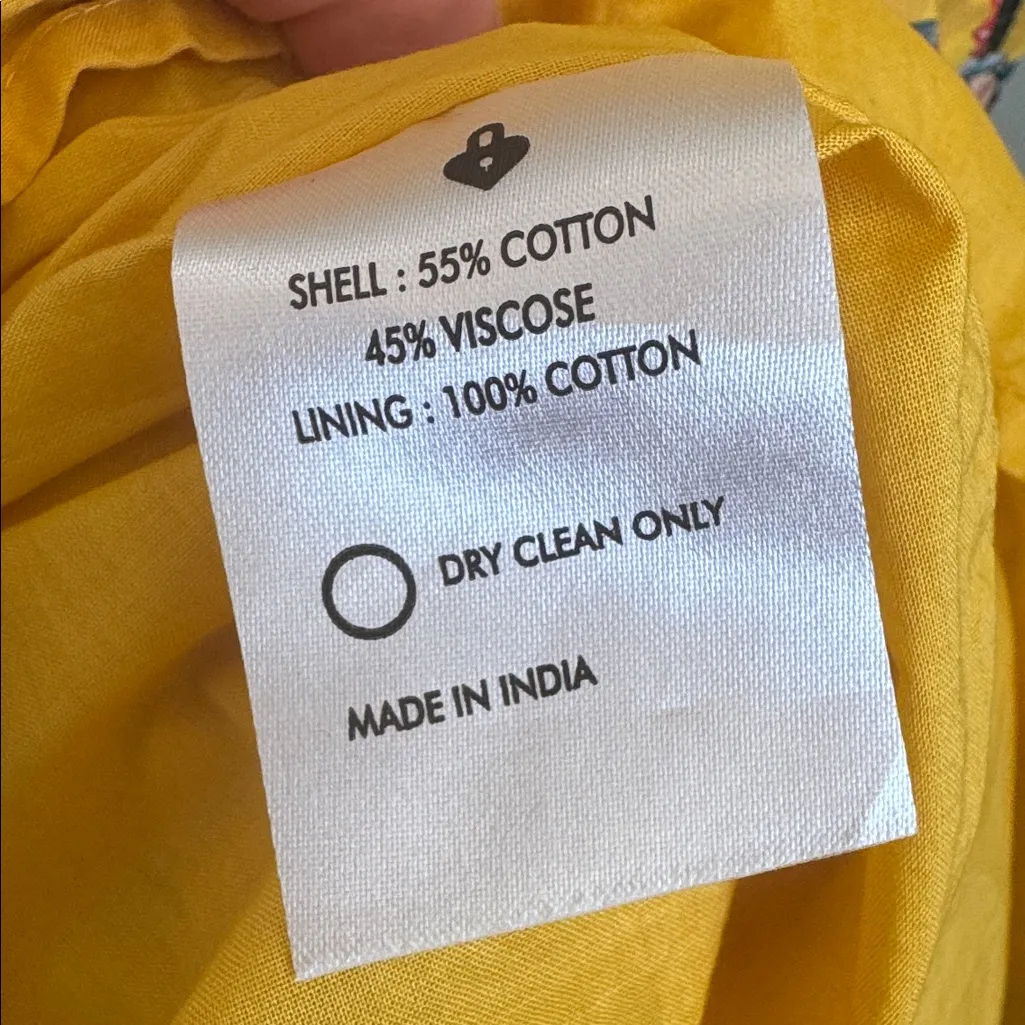 SHELL : 55% COTTON
45% VISCOSE
LINING : 100% COTTON
DRY CLEAN ONLY
MADE IN INDIA